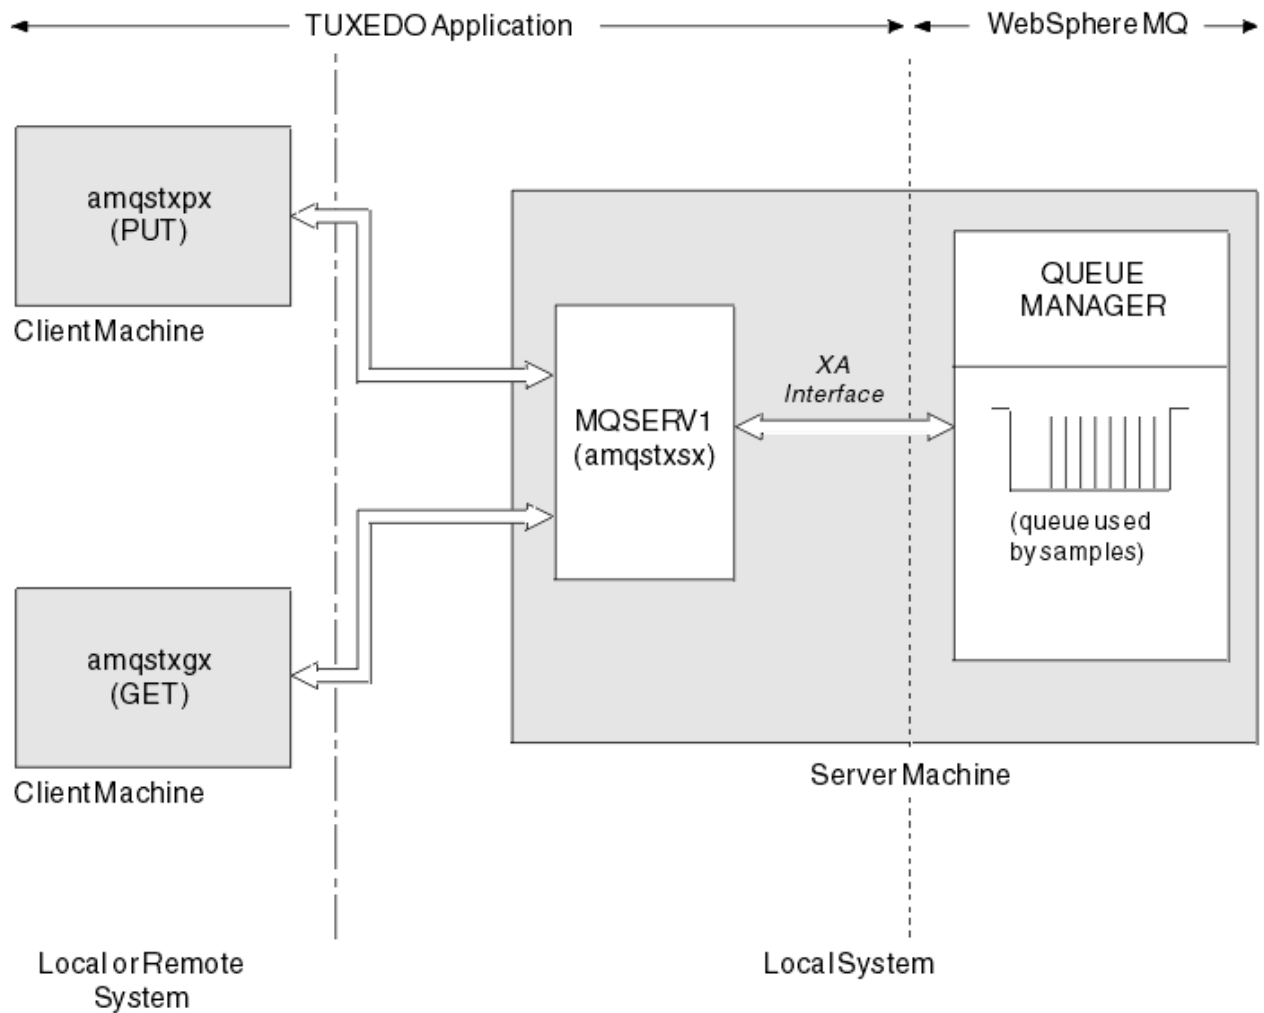 TUXEDO Application
WebSphere MQ
amqstxpx
(PUT)
Client Machine
QUEUE
MANAGER
XA
Interface
MQSERV1
(amqstxsx)
(queue used
by samples)
amqstxgx
(GET)
Client Machine
Server Machine
Local or Remote
System
Local System